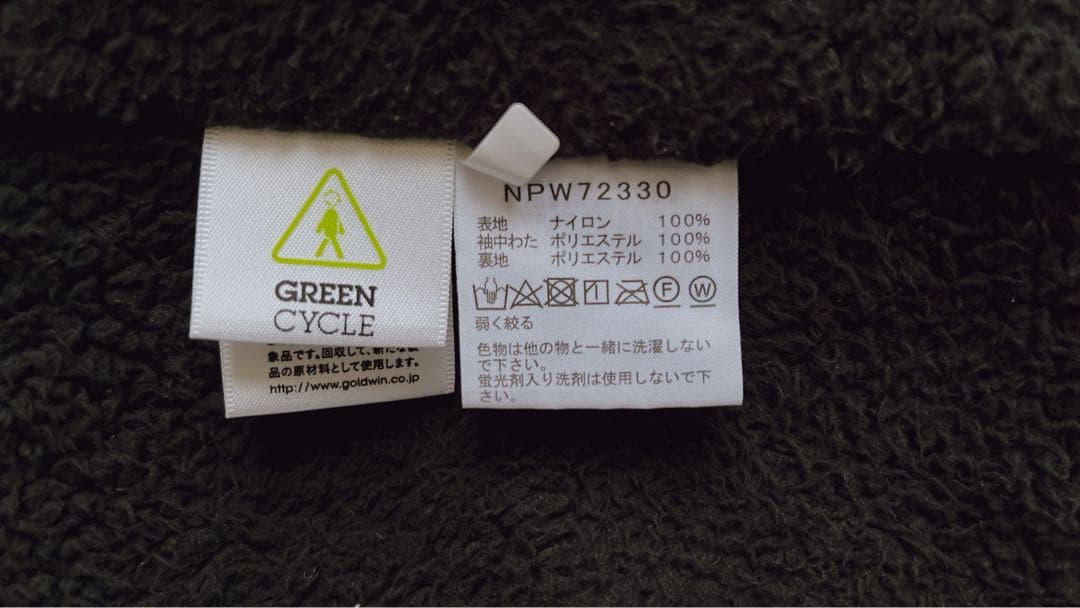 GREEN
CYCLE
象品です。回収して、新たな製
品の原材料として使用します。
http://www.goldwin.co.jp
NPW72330
表地 ナイロン 100%
袖中わた ポリエステル 100%
裏地 ポリエステル 100%
F W
弱く絞る
色物は他の物と一緒に洗濯しない
で下さい。
蛍光剤入り洗剤は使用しないで下
さい。